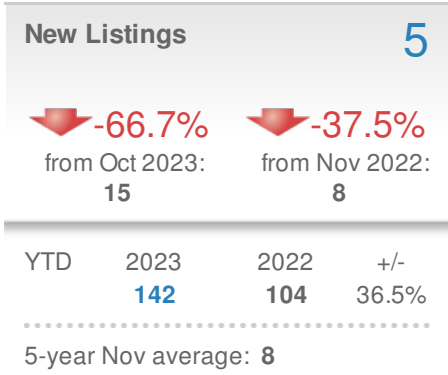 New Listings 5
-66.7% -37.5%
from Oct 2023: from Nov 2022:
15 8
YTD 2023 2022 +/-
142 104 36.5%
5-year Nov average: 8